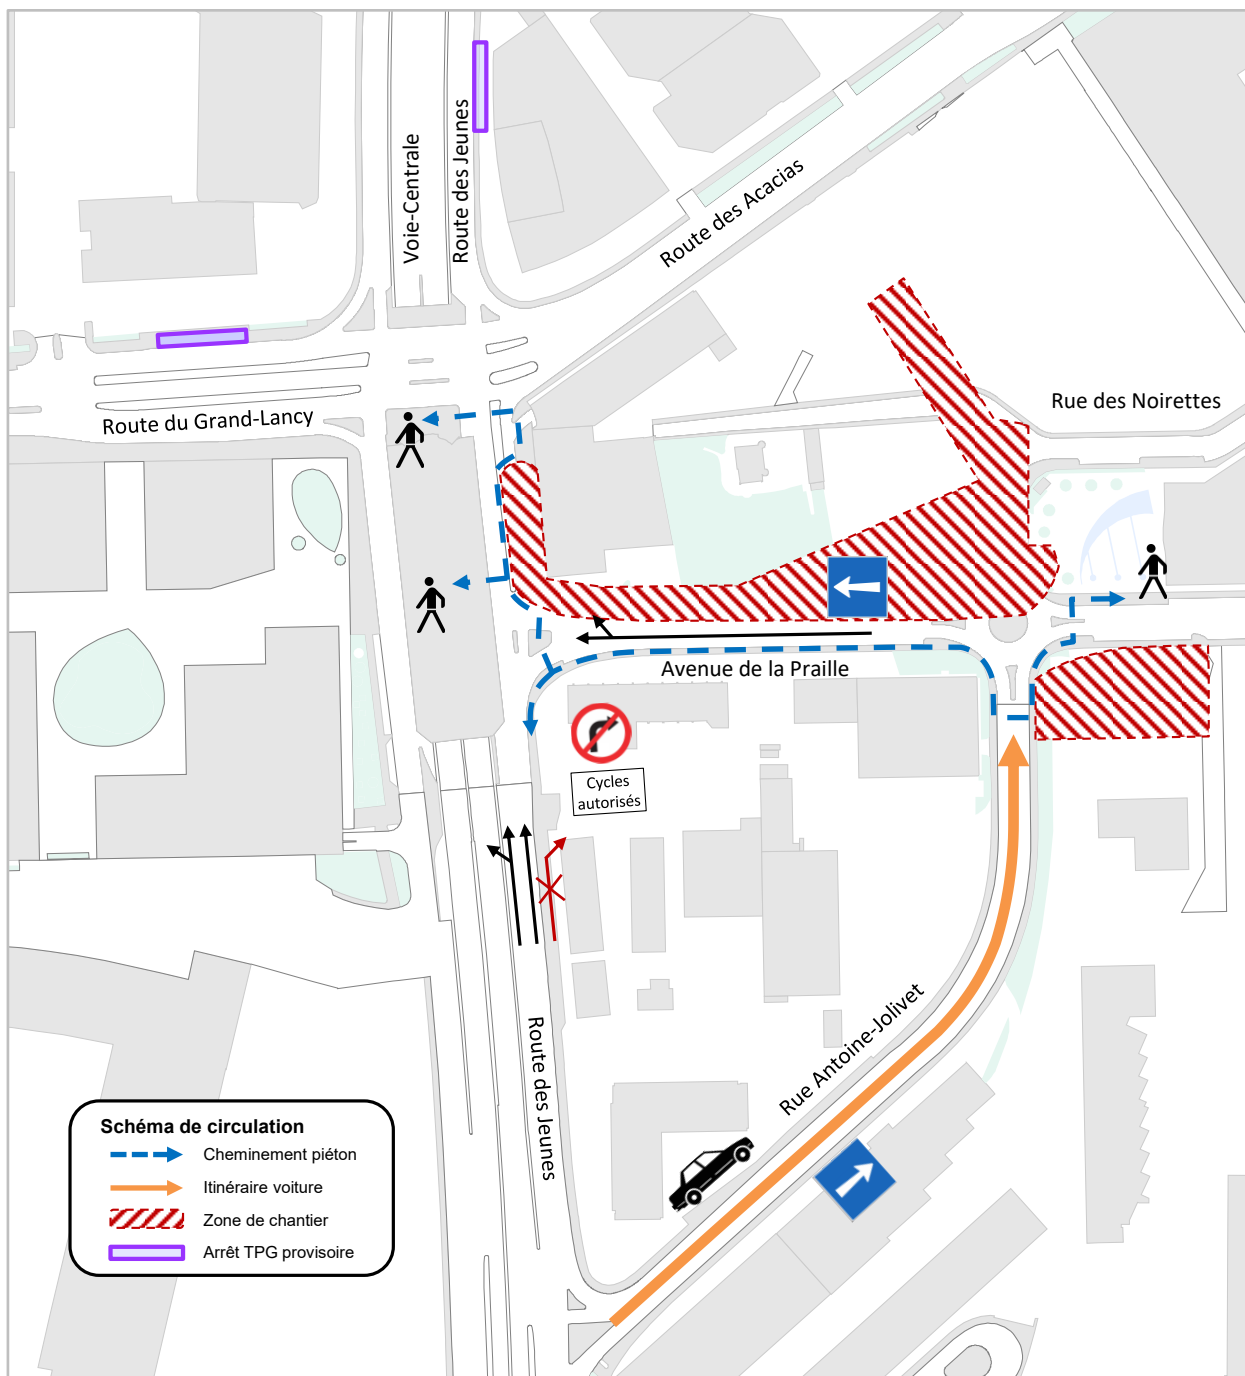 Voie-Centrale
Route des Jeunes
Route des Acacias
Route du Grand-Lancy
Rue des Noirettes
Avenue de la Praille
Cycles
autorisés
Rue Antoine-Jolivet
Route des Jeunes
Schéma de circulation
Cheminement piéton
Itinéraire voiture
Zone de chantier
Arrêt TPG provisoire